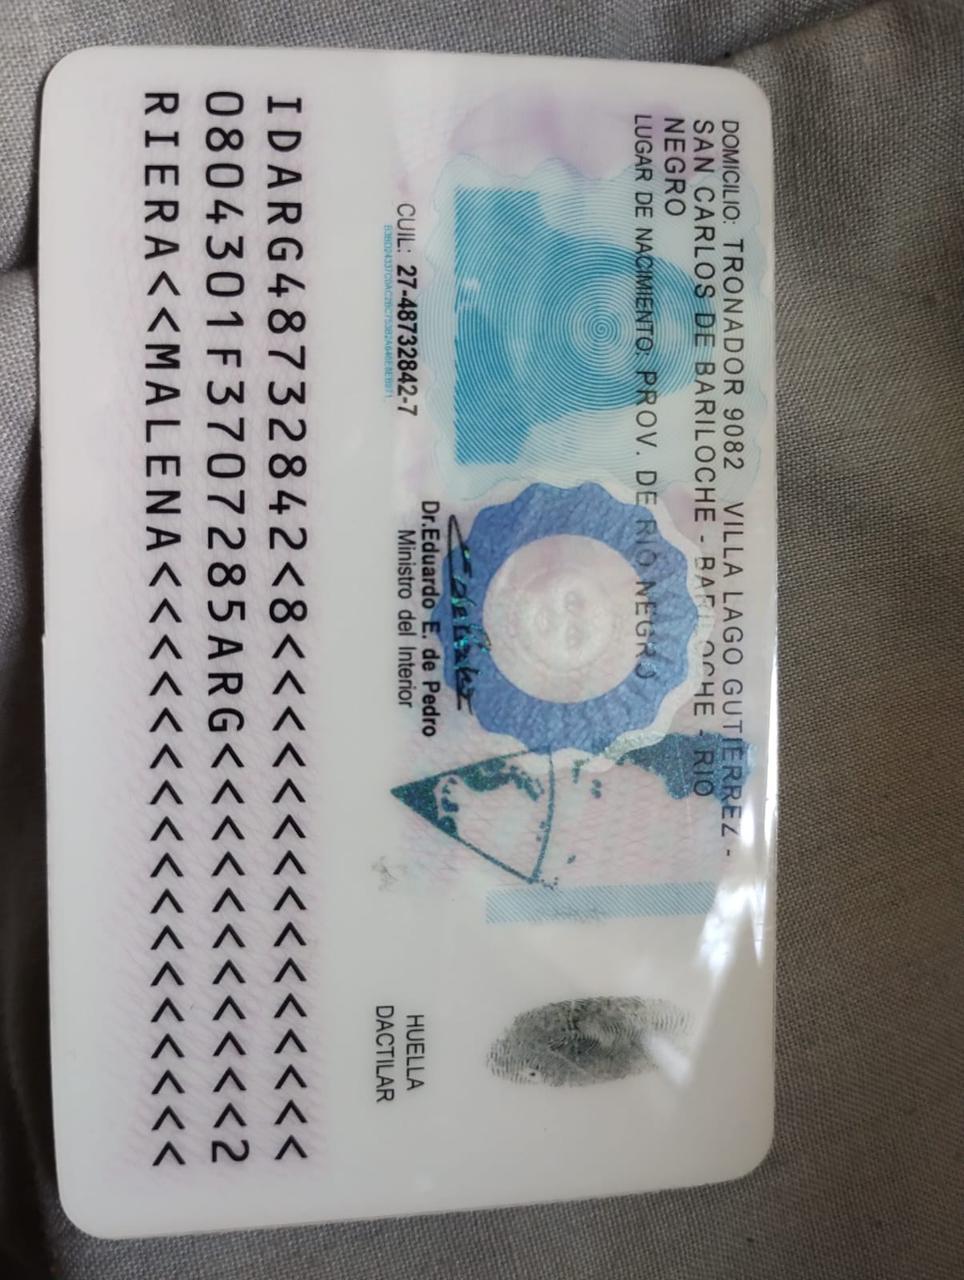 DOMICILIO: TRONADOR 9082 VILLA LAGO GUTIERREZ -
SAN CARLOS DE BARILOCHE - BARILOCHE - RIO
NEGRO
LUGAR DE NACIMIENTO: PROV. DE RIO NEGRO
CUIL: 27-48732842-7
Dr.Eduardo E. de Pedro
Ministro del Interior
HUELLA
DACTILAR
IDARG48732842<8<<<<<<<<<<<<<<<
0804301F3707285ARG<<<<<<<<<<<2
RIERA<<MALENA<<<<<<<<<<<<<<<<<